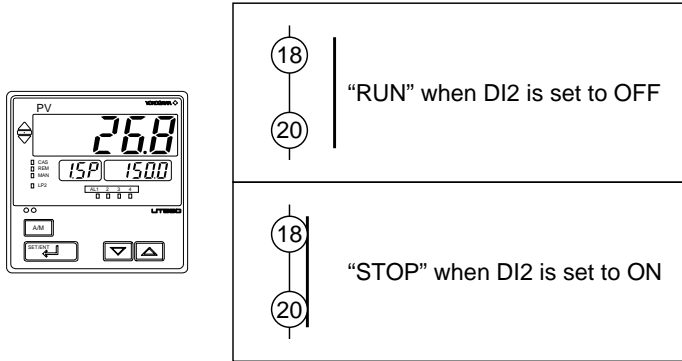 PV
YOKOGAWA
26.8
CAS
REM
MAN
LP2
1.SP 150.0
AL1 2 3 4
A/M
SET/ENT
18
20
“RUN” when DI2 is set to OFF
18
20
“STOP” when DI2 is set to ON